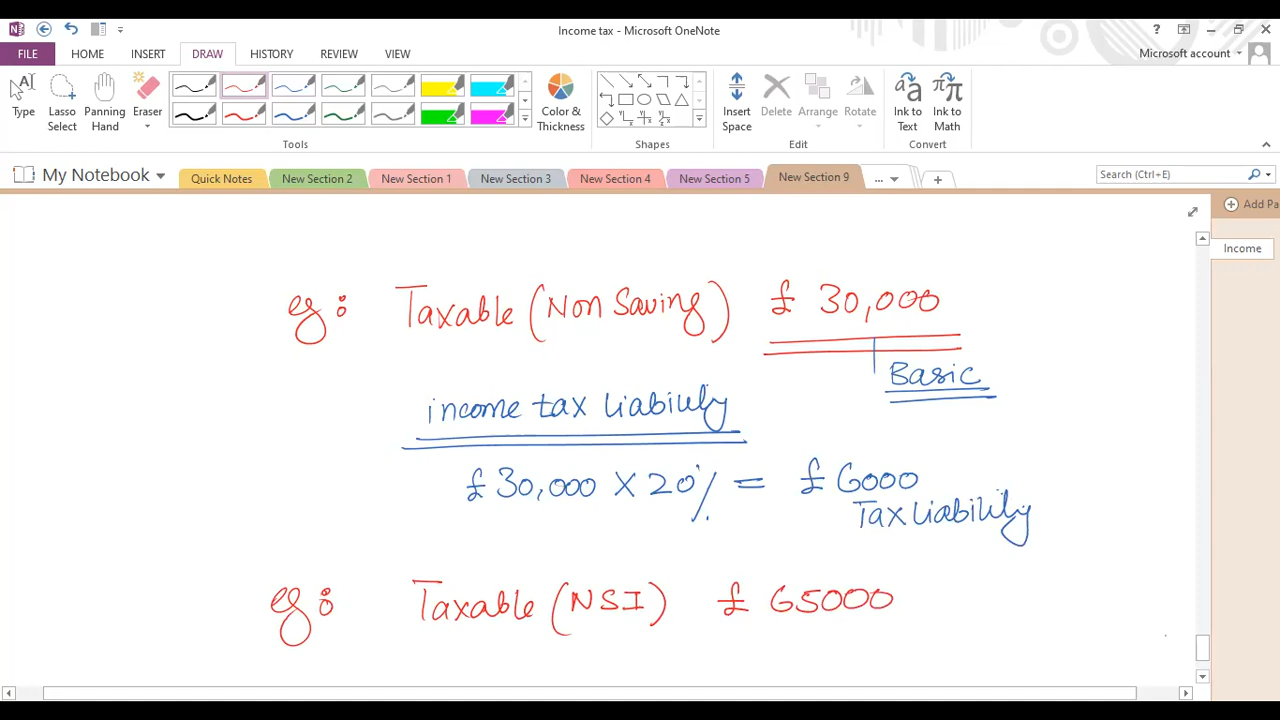 Income tax - Microsoft OneNote
FILE HOME INSERT DRAW HISTORY REVIEW VIEW
Microsoft account
Type
Lasso Select
Panning Hand
Eraser
Color & Thickness
Insert Space
Delete
Arrange
Rotate
Ink to Text
Ink to Math
Tools Shapes Edit Convert
My Notebook Quick Notes New Section 2 New Section 1 New Section 3 New Section 4 New Section 5 New Section 9 ... Search (Ctrl+E)
Add Pa
Income
eg: Taxable (Non Saving) £ 30,000
Basic
income tax liability
£30,000 X 20% = £ 6000
Tax liability
eg: Taxable (NSI) £ 65000